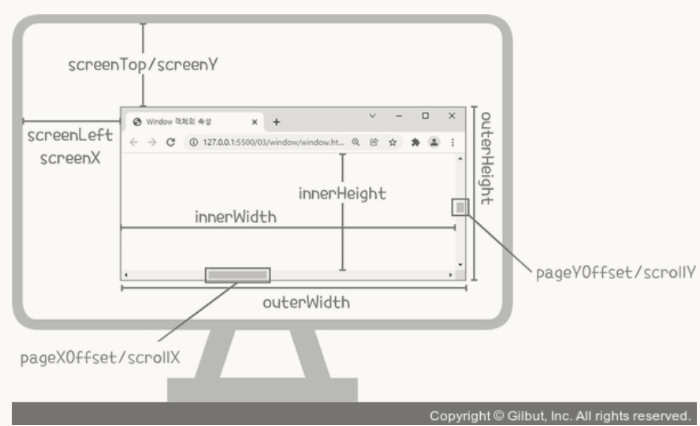 screenTop/screenY
Window 객체의 속성
screenLeft
screenX
127.0.0.1:5500/03/window/window.ht...
outerHeight
innerHeight
innerWidth
pageYOffset/scrollY
outerWidth
pageXOffset/scrollX
Copyright © Gilbut, Inc. All rights reserved.